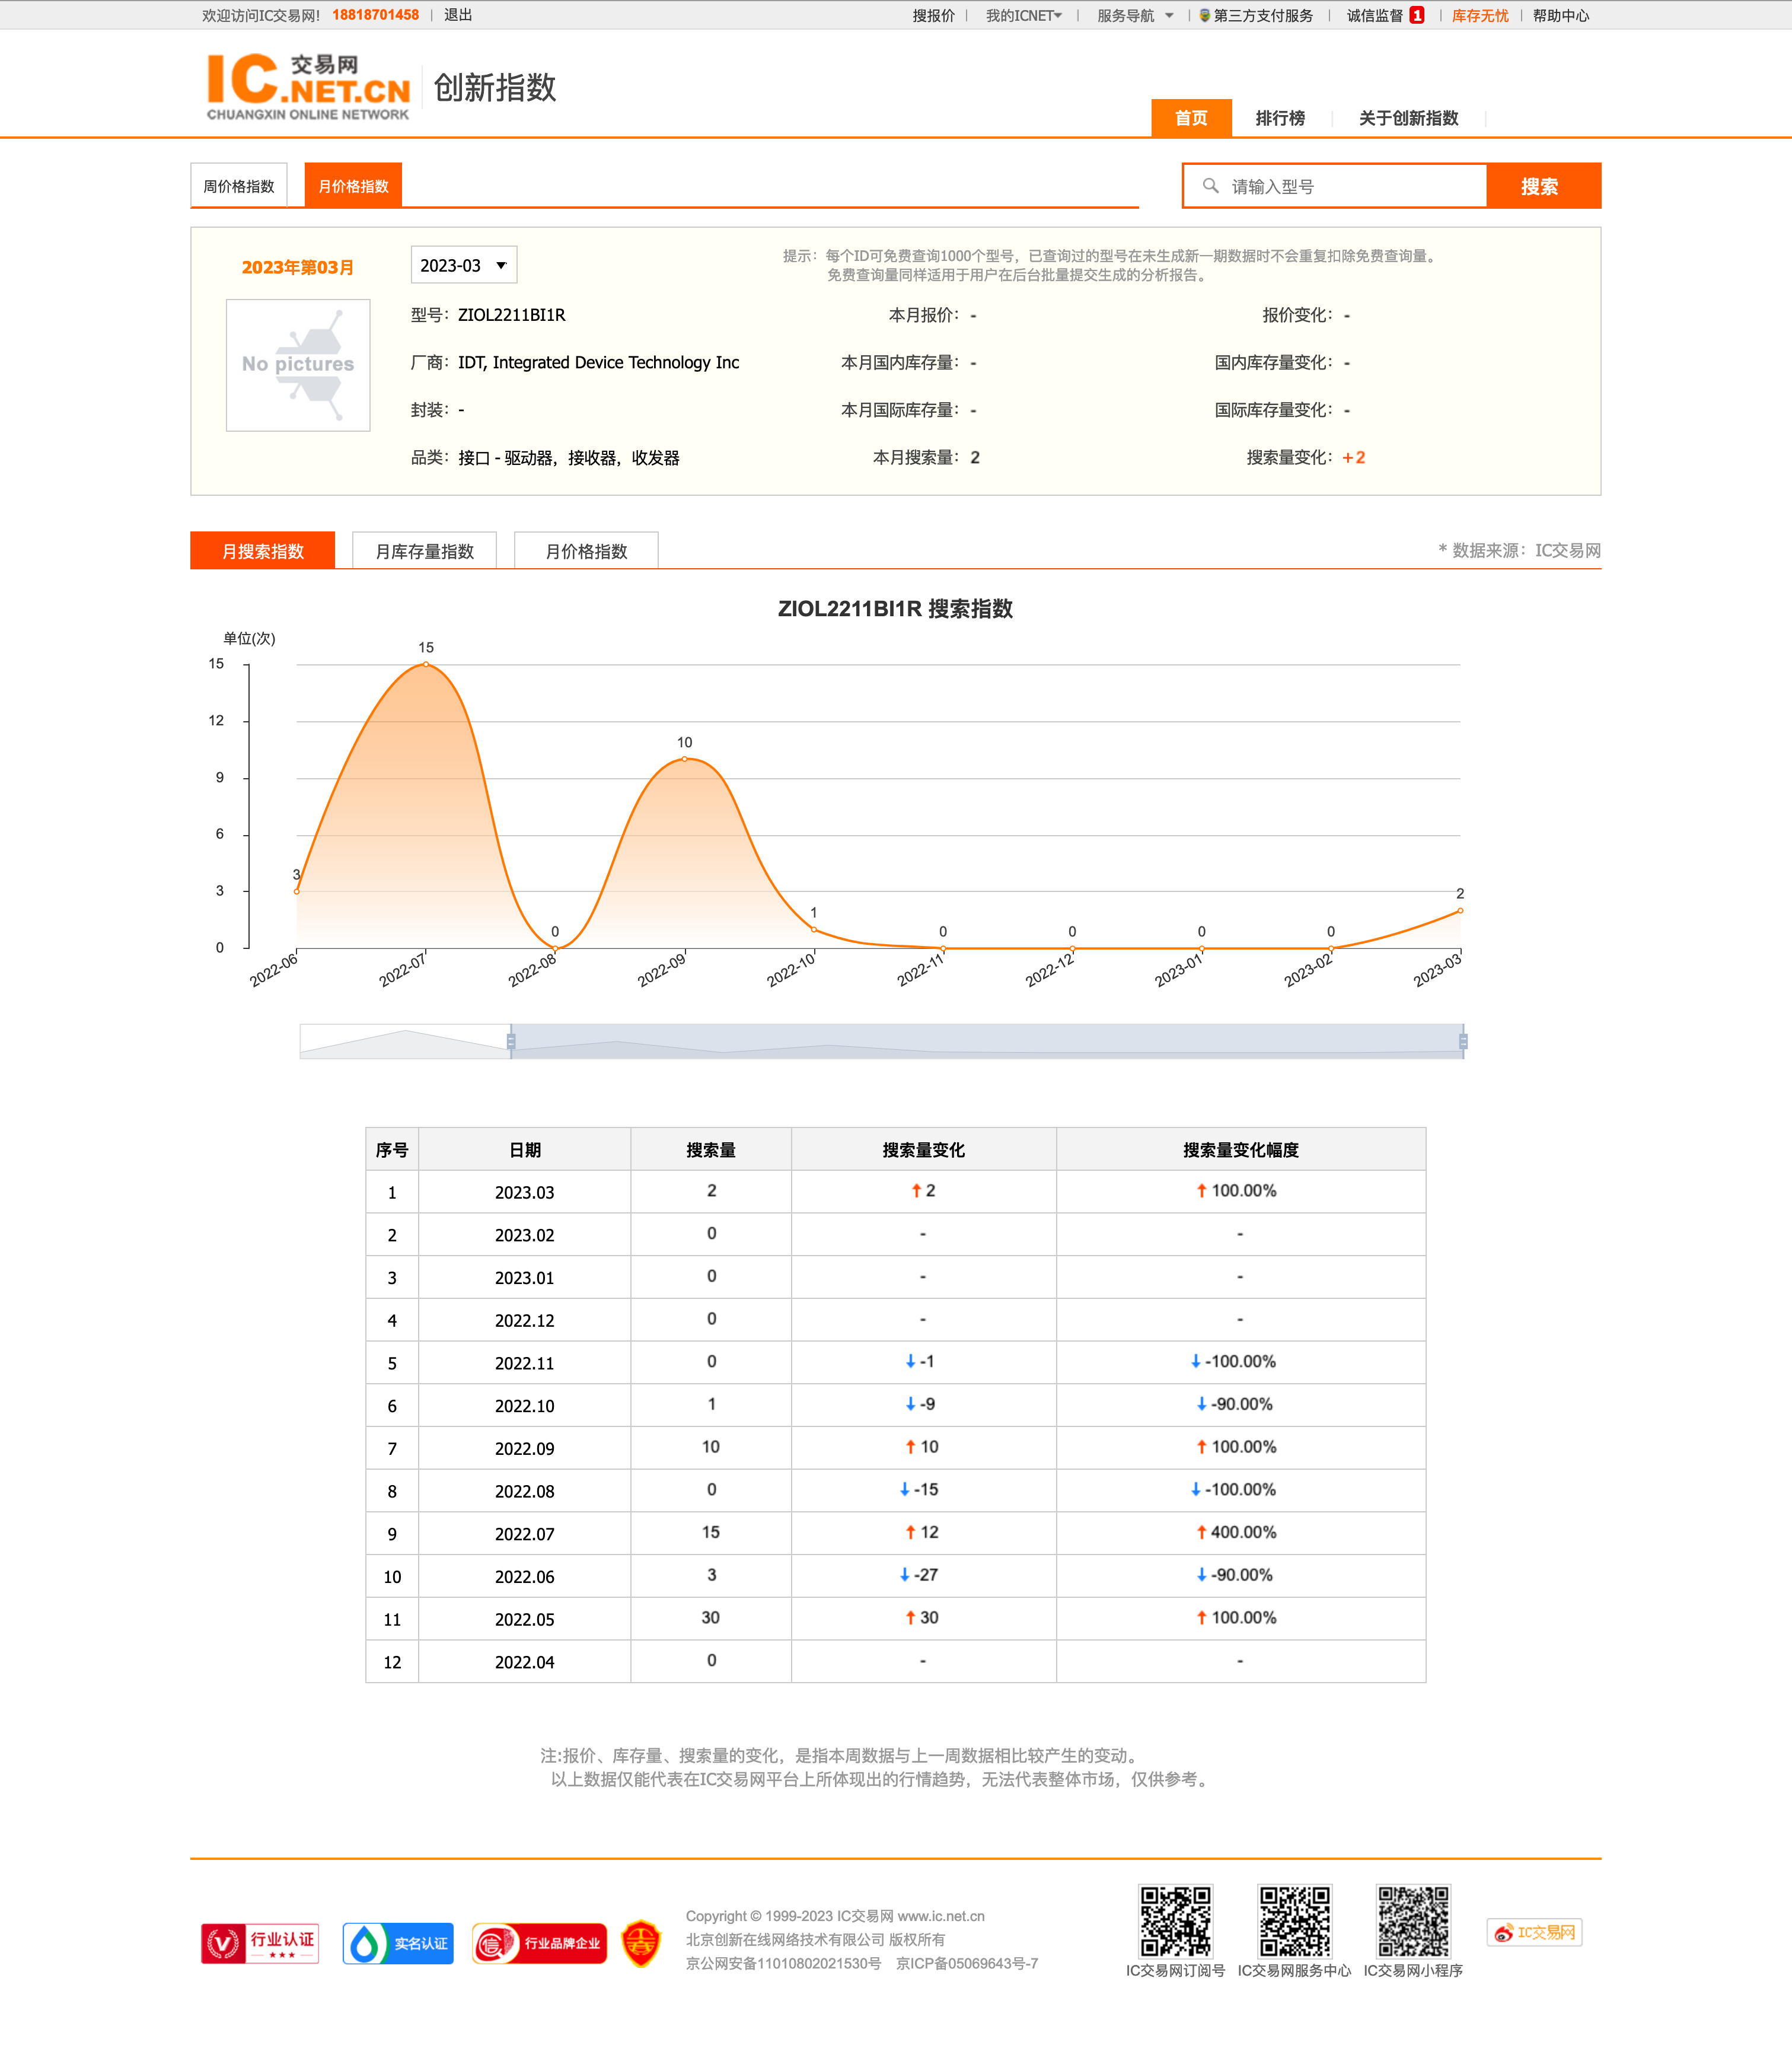 欢迎访问IC交易网! 18818701458 | 退出
搜报价 | 我的ICNET | 服务导航 | 第三方支付服务 | 诚信监督 1 | 库存无忧 | 帮助中心
IC.NET.CN 交易网
CHUANGXIN ONLINE NETWORK
创新指数
首页 排行榜 关于创新指数
周价格指数 月价格指数
请输入型号 搜索
2023年第03月 2023-03
提示：每个ID可免费查询1000个型号，已查询过的型号在未生成新一期数据时不会重复扣除免费查询量。
免费查询量同样适用于用户在后台批量提交生成的分析报告。
No pictures
型号：ZIOL2211BI1R 本月报价：- 报价变化：-
厂商：IDT, Integrated Device Technology Inc 本月国内库存量：- 国内库存量变化：-
封装：- 本月国际库存量：- 国际库存量变化：-
品类：接口 - 驱动器，接收器，收发器 本月搜索量：2 搜索量变化：+2
月搜索指数 月库存量指数 月价格指数 * 数据来源：IC交易网
ZIOL2211BI1R 搜索指数
单位(次)
15
12
9
6
3
0
3 15 0 10 1 0 0 0 0 2
2022-06 2022-07 2022-08 2022-09 2022-10 2022-11 2022-12 2023-01 2023-02 2023-03
序号 日期 搜索量 搜索量变化 搜索量变化幅度
1 2023.03 2 ↑ 2 ↑ 100.00%
2 2023.02 0 - -
3 2023.01 0 - -
4 2022.12 0 - -
5 2022.11 0 ↓ -1 ↓ -100.00%
6 2022.10 1 ↓ -9 ↓ -90.00%
7 2022.09 10 ↑ 10 ↑ 100.00%
8 2022.08 0 ↓ -15 ↓ -100.00%
9 2022.07 15 ↑ 12 ↑ 400.00%
10 2022.06 3 ↓ -27 ↓ -90.00%
11 2022.05 30 ↑ 30 ↑ 100.00%
12 2022.04 0 - -
注:报价、库存量、搜索量的变化，是指本周数据与上一周数据相比较产生的变动。
以上数据仅能代表在IC交易网平台上所体现出的行情趋势，无法代表整体市场，仅供参考。
行业认证
实名认证
信 行业品牌企业
Copyright © 1999-2023 IC交易网 www.ic.net.cn
北京创新在线网络技术有限公司 版权所有
京公网安备11010802021530号 京ICP备05069643号-7
IC交易网订阅号 IC交易网服务中心 IC交易网小程序
IC交易网